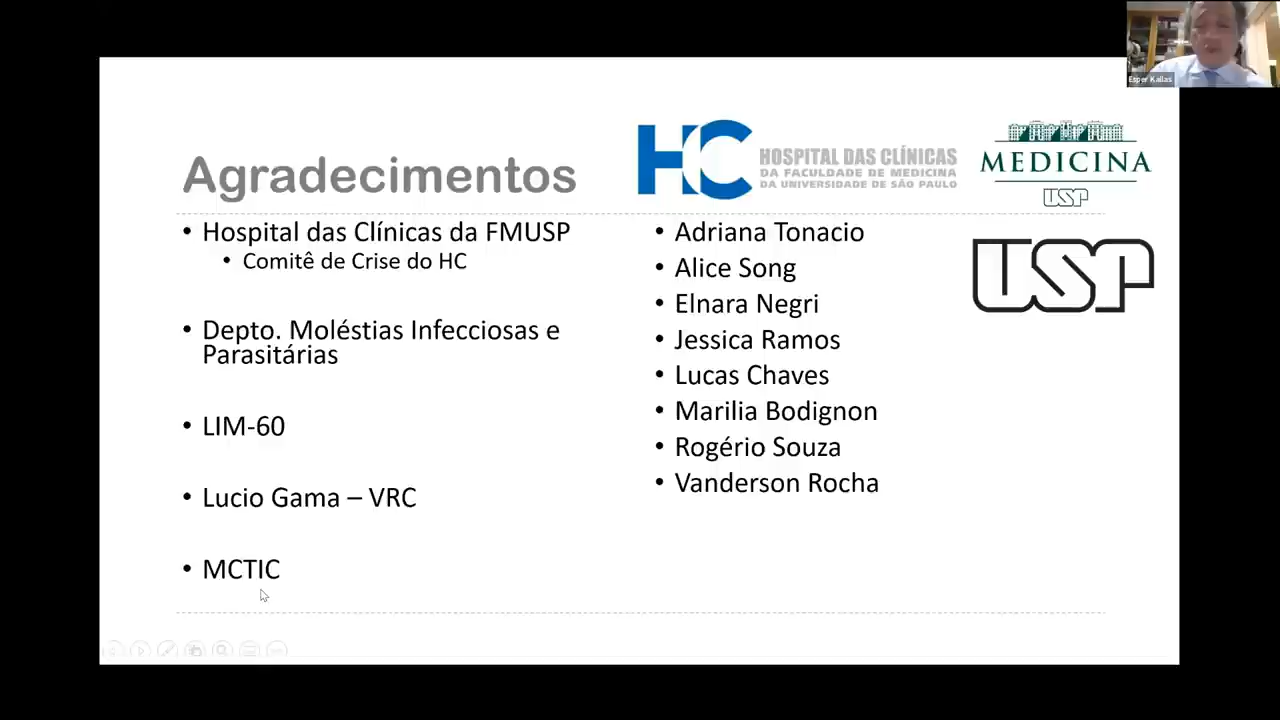 Esper Kallas
Agradecimentos
HC
HOSPITAL DAS CLÍNICAS
DA FACULDADE DE MEDICINA
DA UNIVERSIDADE DE SÃO PAULO
MEDICINA
USP
USP
• Hospital das Clínicas da FMUSP
• Comitê de Crise do HC
• Depto. Moléstias Infecciosas e
Parasitárias
• LIM-60
• Lucio Gama – VRC
• MCTIC
• Adriana Tonacio
• Alice Song
• Elnara Negri
• Jessica Ramos
• Lucas Chaves
• Marilia Bodignon
• Rogério Souza
• Vanderson Rocha